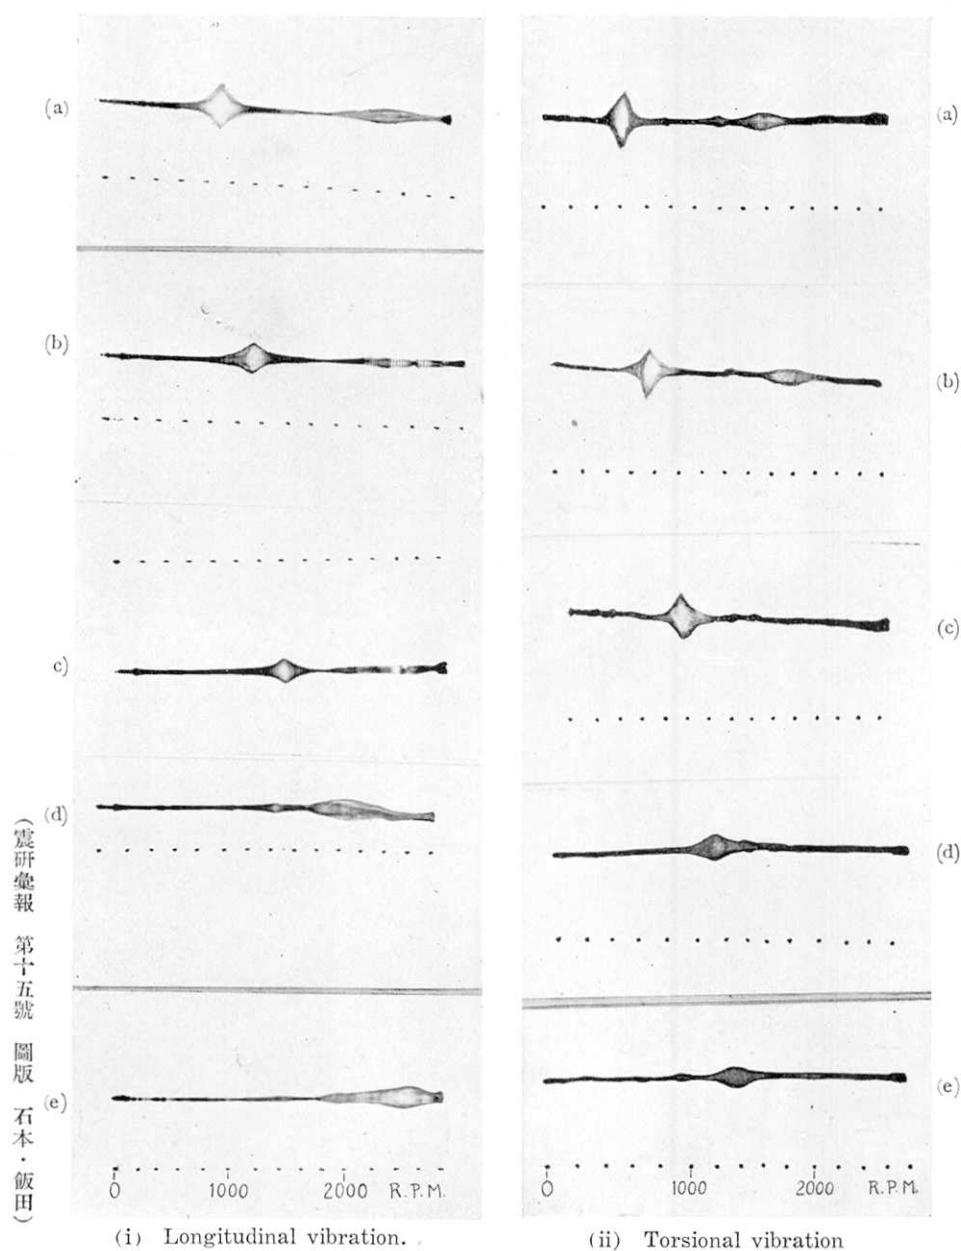 (a)
(b)
c)
(d)
(e)
0 1000 2000 R.P.M.
(i) Longitudinal vibration.
(a)
(b)
(c)
(d)
(e)
0 1000 2000 R.P.M.
(ii) Torsional vibration
(震研彙報 第十五號 圖版 石本・飯田)